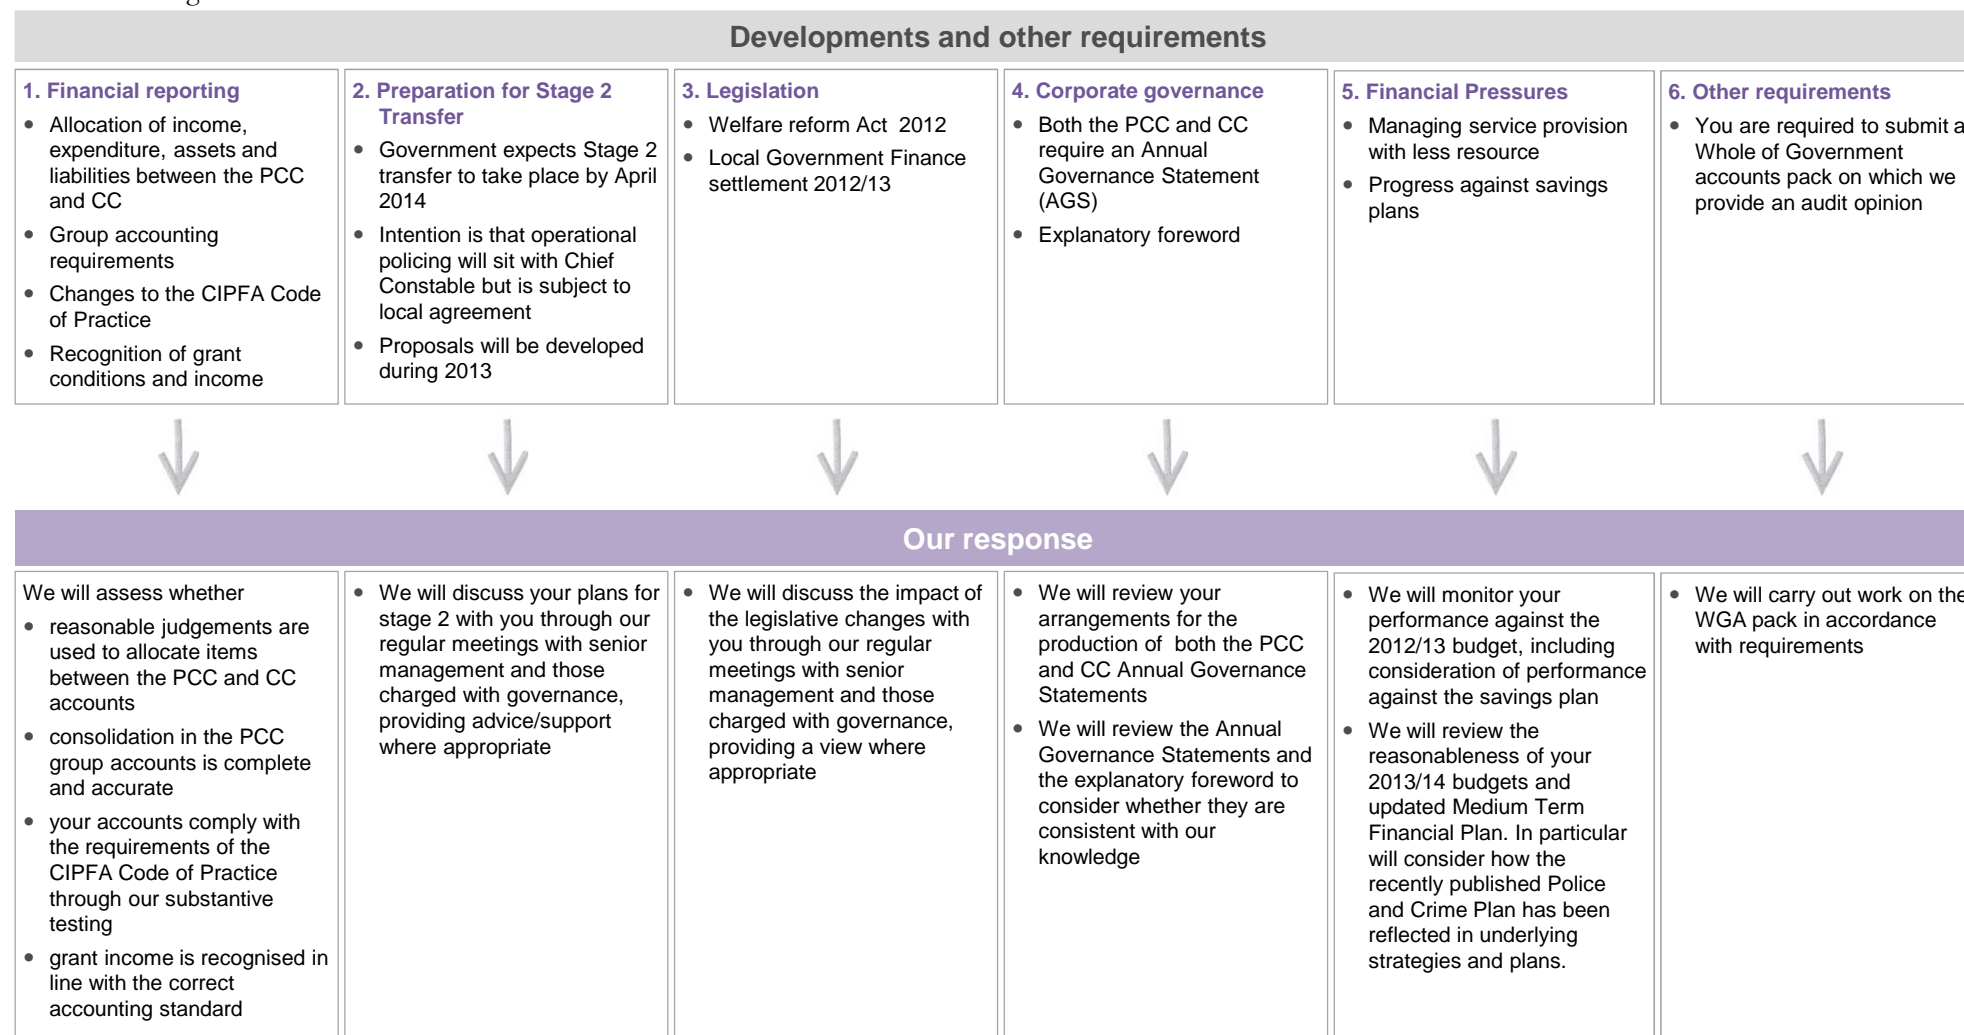 Developments and other requirements
1. Financial reporting
• Allocation of income,
expenditure, assets and
liabilities between the PCC
and CC
• Group accounting
requirements
• Changes to the CIPFA Code
of Practice
• Recognition of grant
conditions and income
2. Preparation for Stage 2
Transfer
• Government expects Stage 2
transfer to take place by April
2014
• Intention is that operational
policing will sit with Chief
Constable but is subject to
local agreement
• Proposals will be developed
during 2013
3. Legislation
• Welfare reform Act 2012
• Local Government Finance
settlement 2012/13
4. Corporate governance
• Both the PCC and CC
require an Annual
Governance Statement
(AGS)
• Explanatory foreword
5. Financial Pressures
• Managing service provision
with less resource
• Progress against savings
plans
6. Other requirements
• You are required to submit a
Whole of Government
accounts pack on which we
provide an audit opinion
Our response
We will assess whether
• reasonable judgements are
used to allocate items
between the PCC and CC
accounts
• consolidation in the PCC
group accounts is complete
and accurate
• your accounts comply with
the requirements of the
CIPFA Code of Practice
through our substantive
testing
• grant income is recognised in
line with the correct
accounting standard
• We will discuss your plans for
stage 2 with you through our
regular meetings with senior
management and those
charged with governance,
providing advice/support
where appropriate
• We will discuss the impact of
the legislative changes with
you through our regular
meetings with senior
management and those
charged with governance,
providing a view where
appropriate
• We will review your
arrangements for the
production of both the PCC
and CC Annual Governance
Statements
• We will review the Annual
Governance Statements and
the explanatory foreword to
consider whether they are
consistent with our
knowledge
• We will monitor your
performance against the
2012/13 budget, including
consideration of performance
against the savings plan
• We will review the
reasonableness of your
2013/14 budgets and
updated Medium Term
Financial Plan. In particular
will consider how the
recently published Police
and Crime Plan has been
reflected in underlying
strategies and plans.
• We will carry out work on the
WGA pack in accordance
with requirements